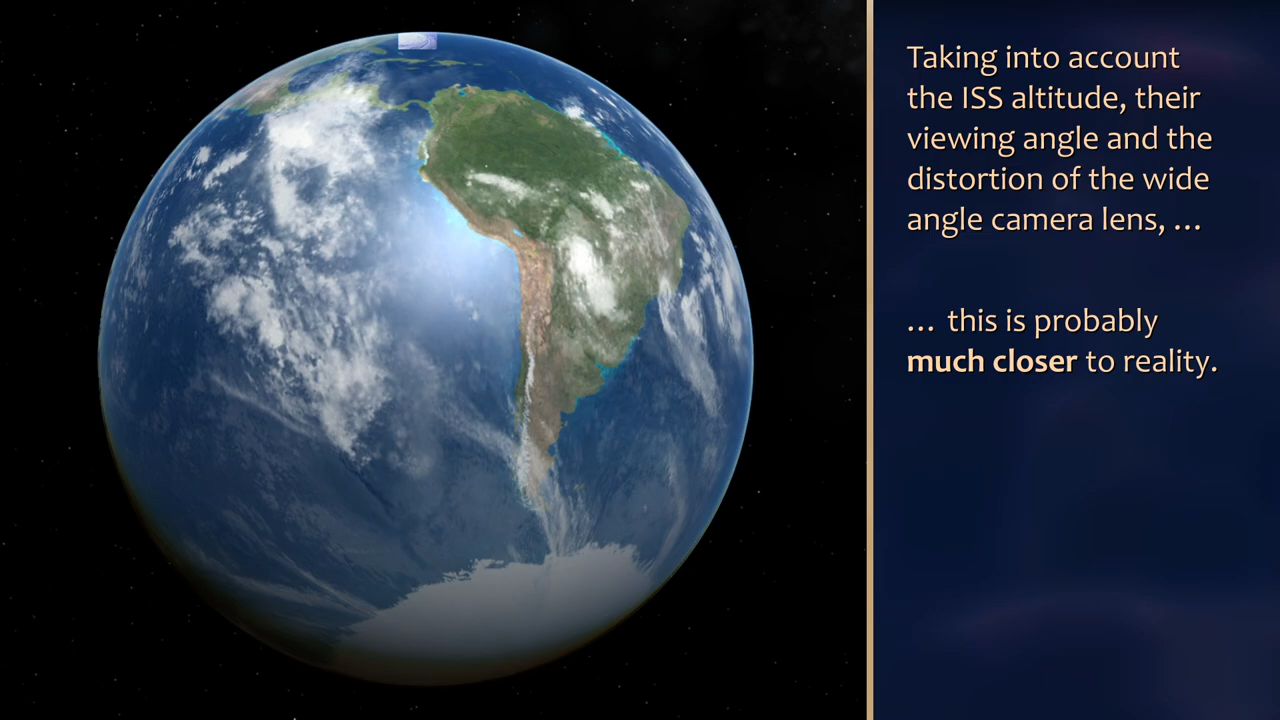 Taking into account
the ISS altitude, their
viewing angle and the
distortion of the wide
angle camera lens, …
… this is probably
much closer to reality.